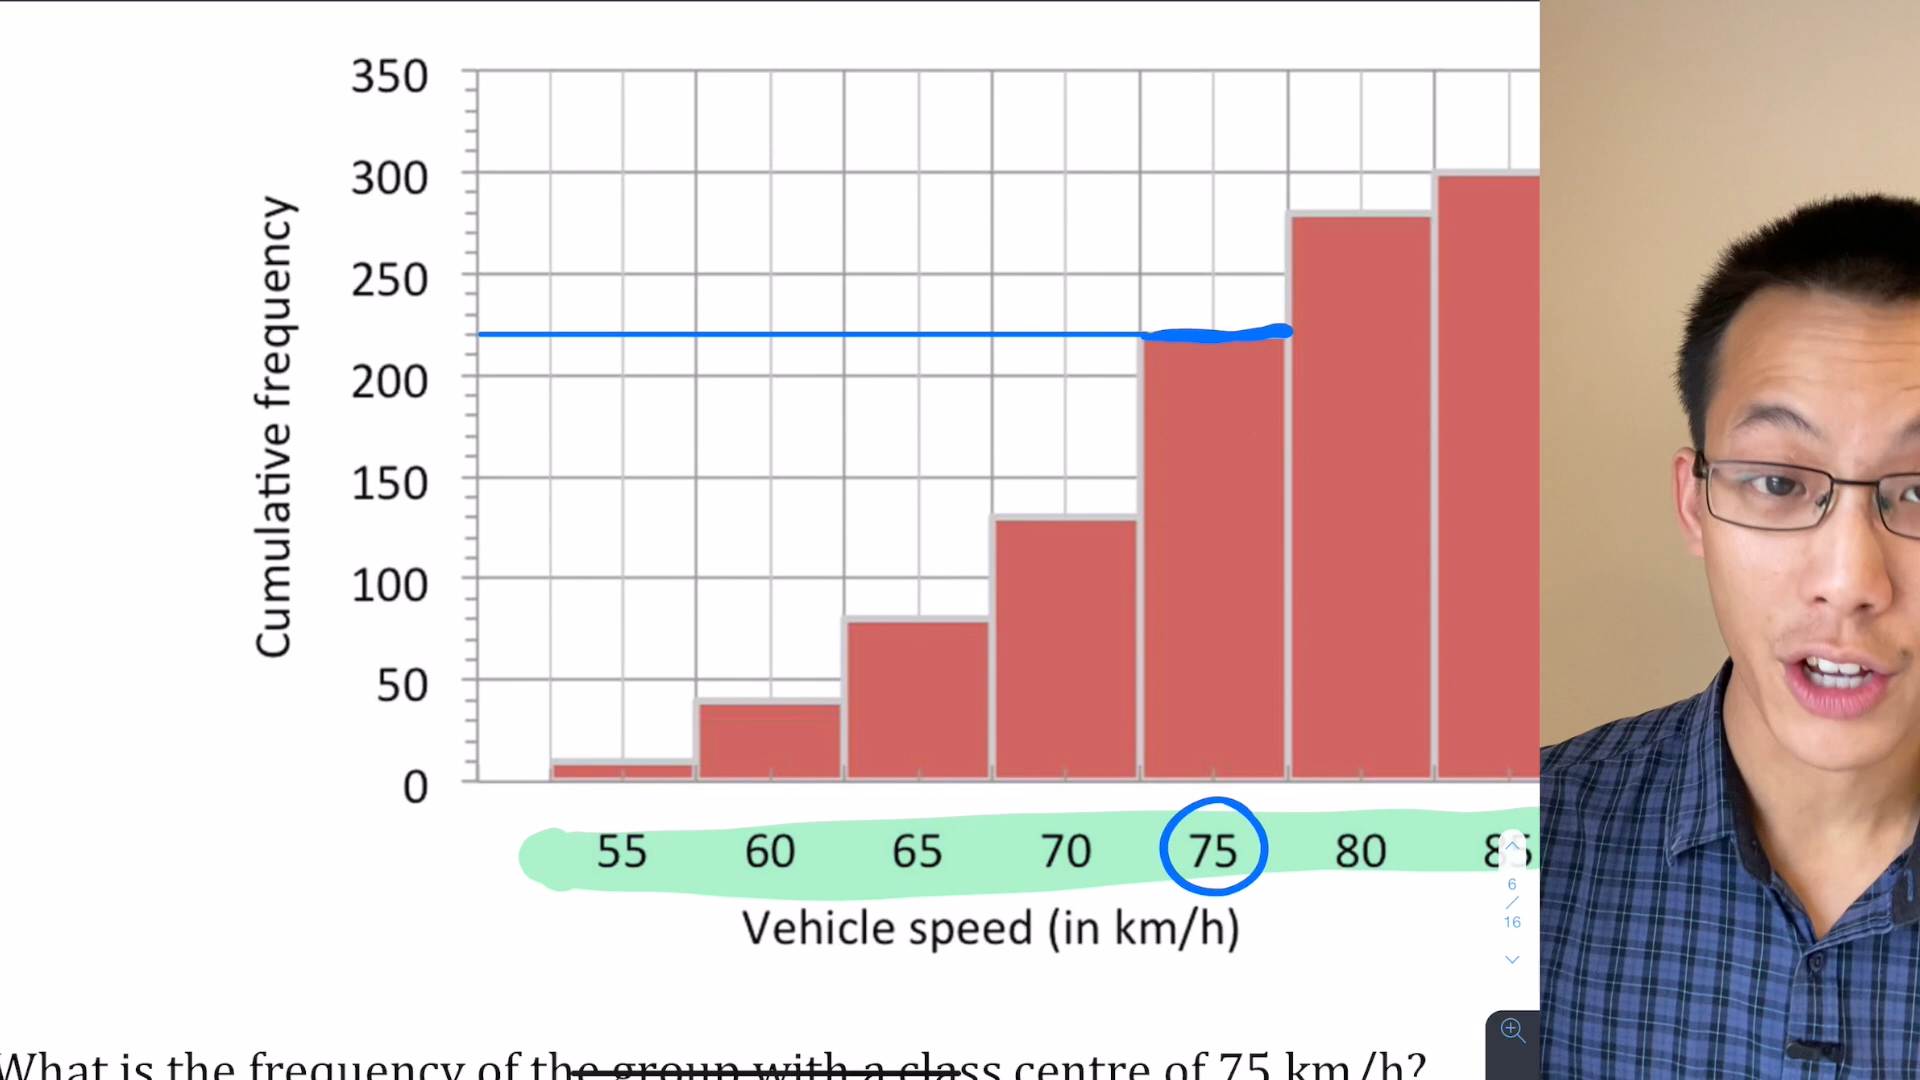 350
300
250
200
150
100
50
0
Cumulative frequency
55 60 65 70 75 80 85
Vehicle speed (in km/h)
6
/
16
What is the frequency of the group with a class centre of 75 km/h?